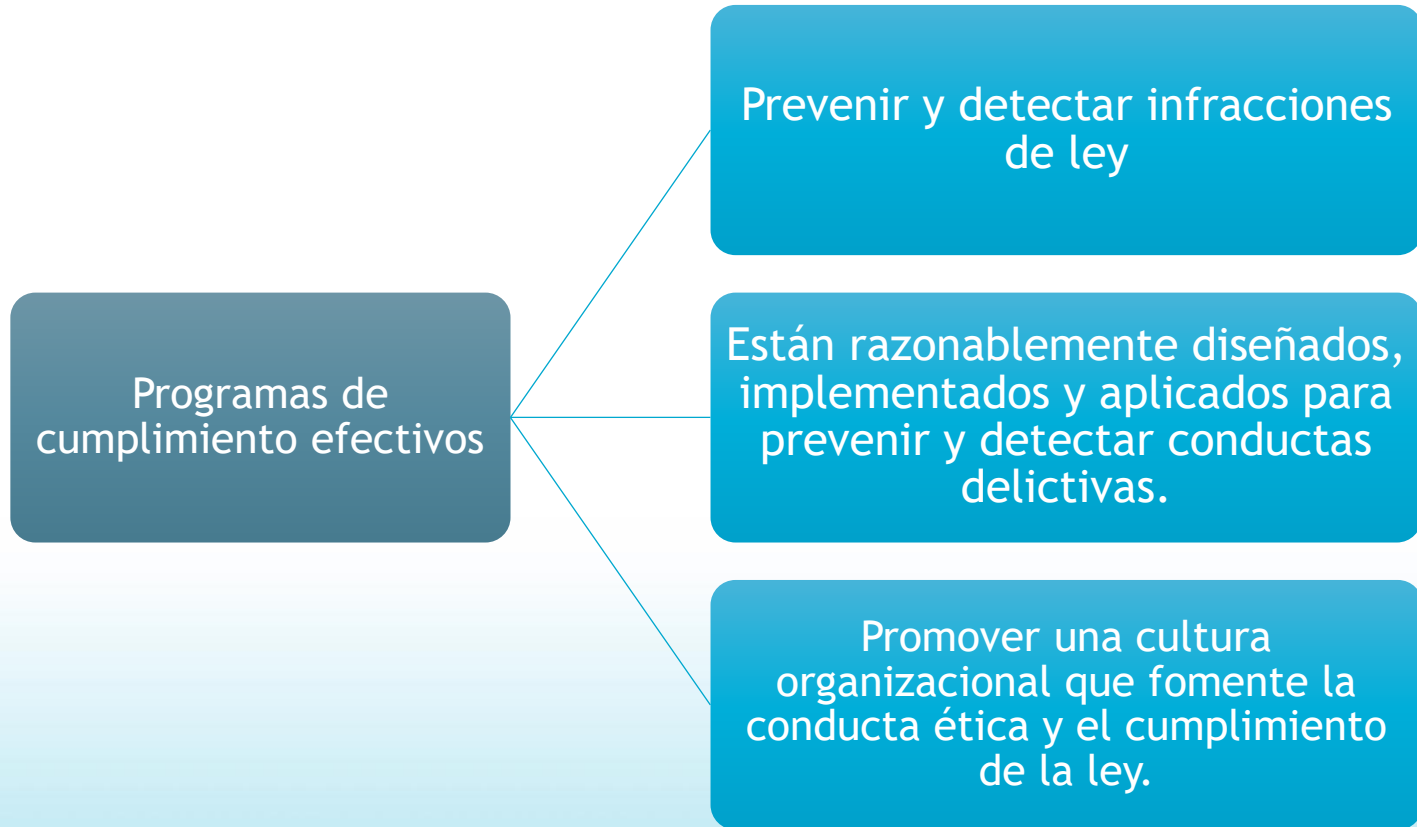 Prevenir y detectar infracciones
de ley
Programas de
cumplimiento efectivos
Están razonablemente diseñados,
implementados y aplicados para
prevenir y detectar conductas
delictivas.
Promover una cultura
organizacional que fomente la
conducta ética y el cumplimiento
de la ley.